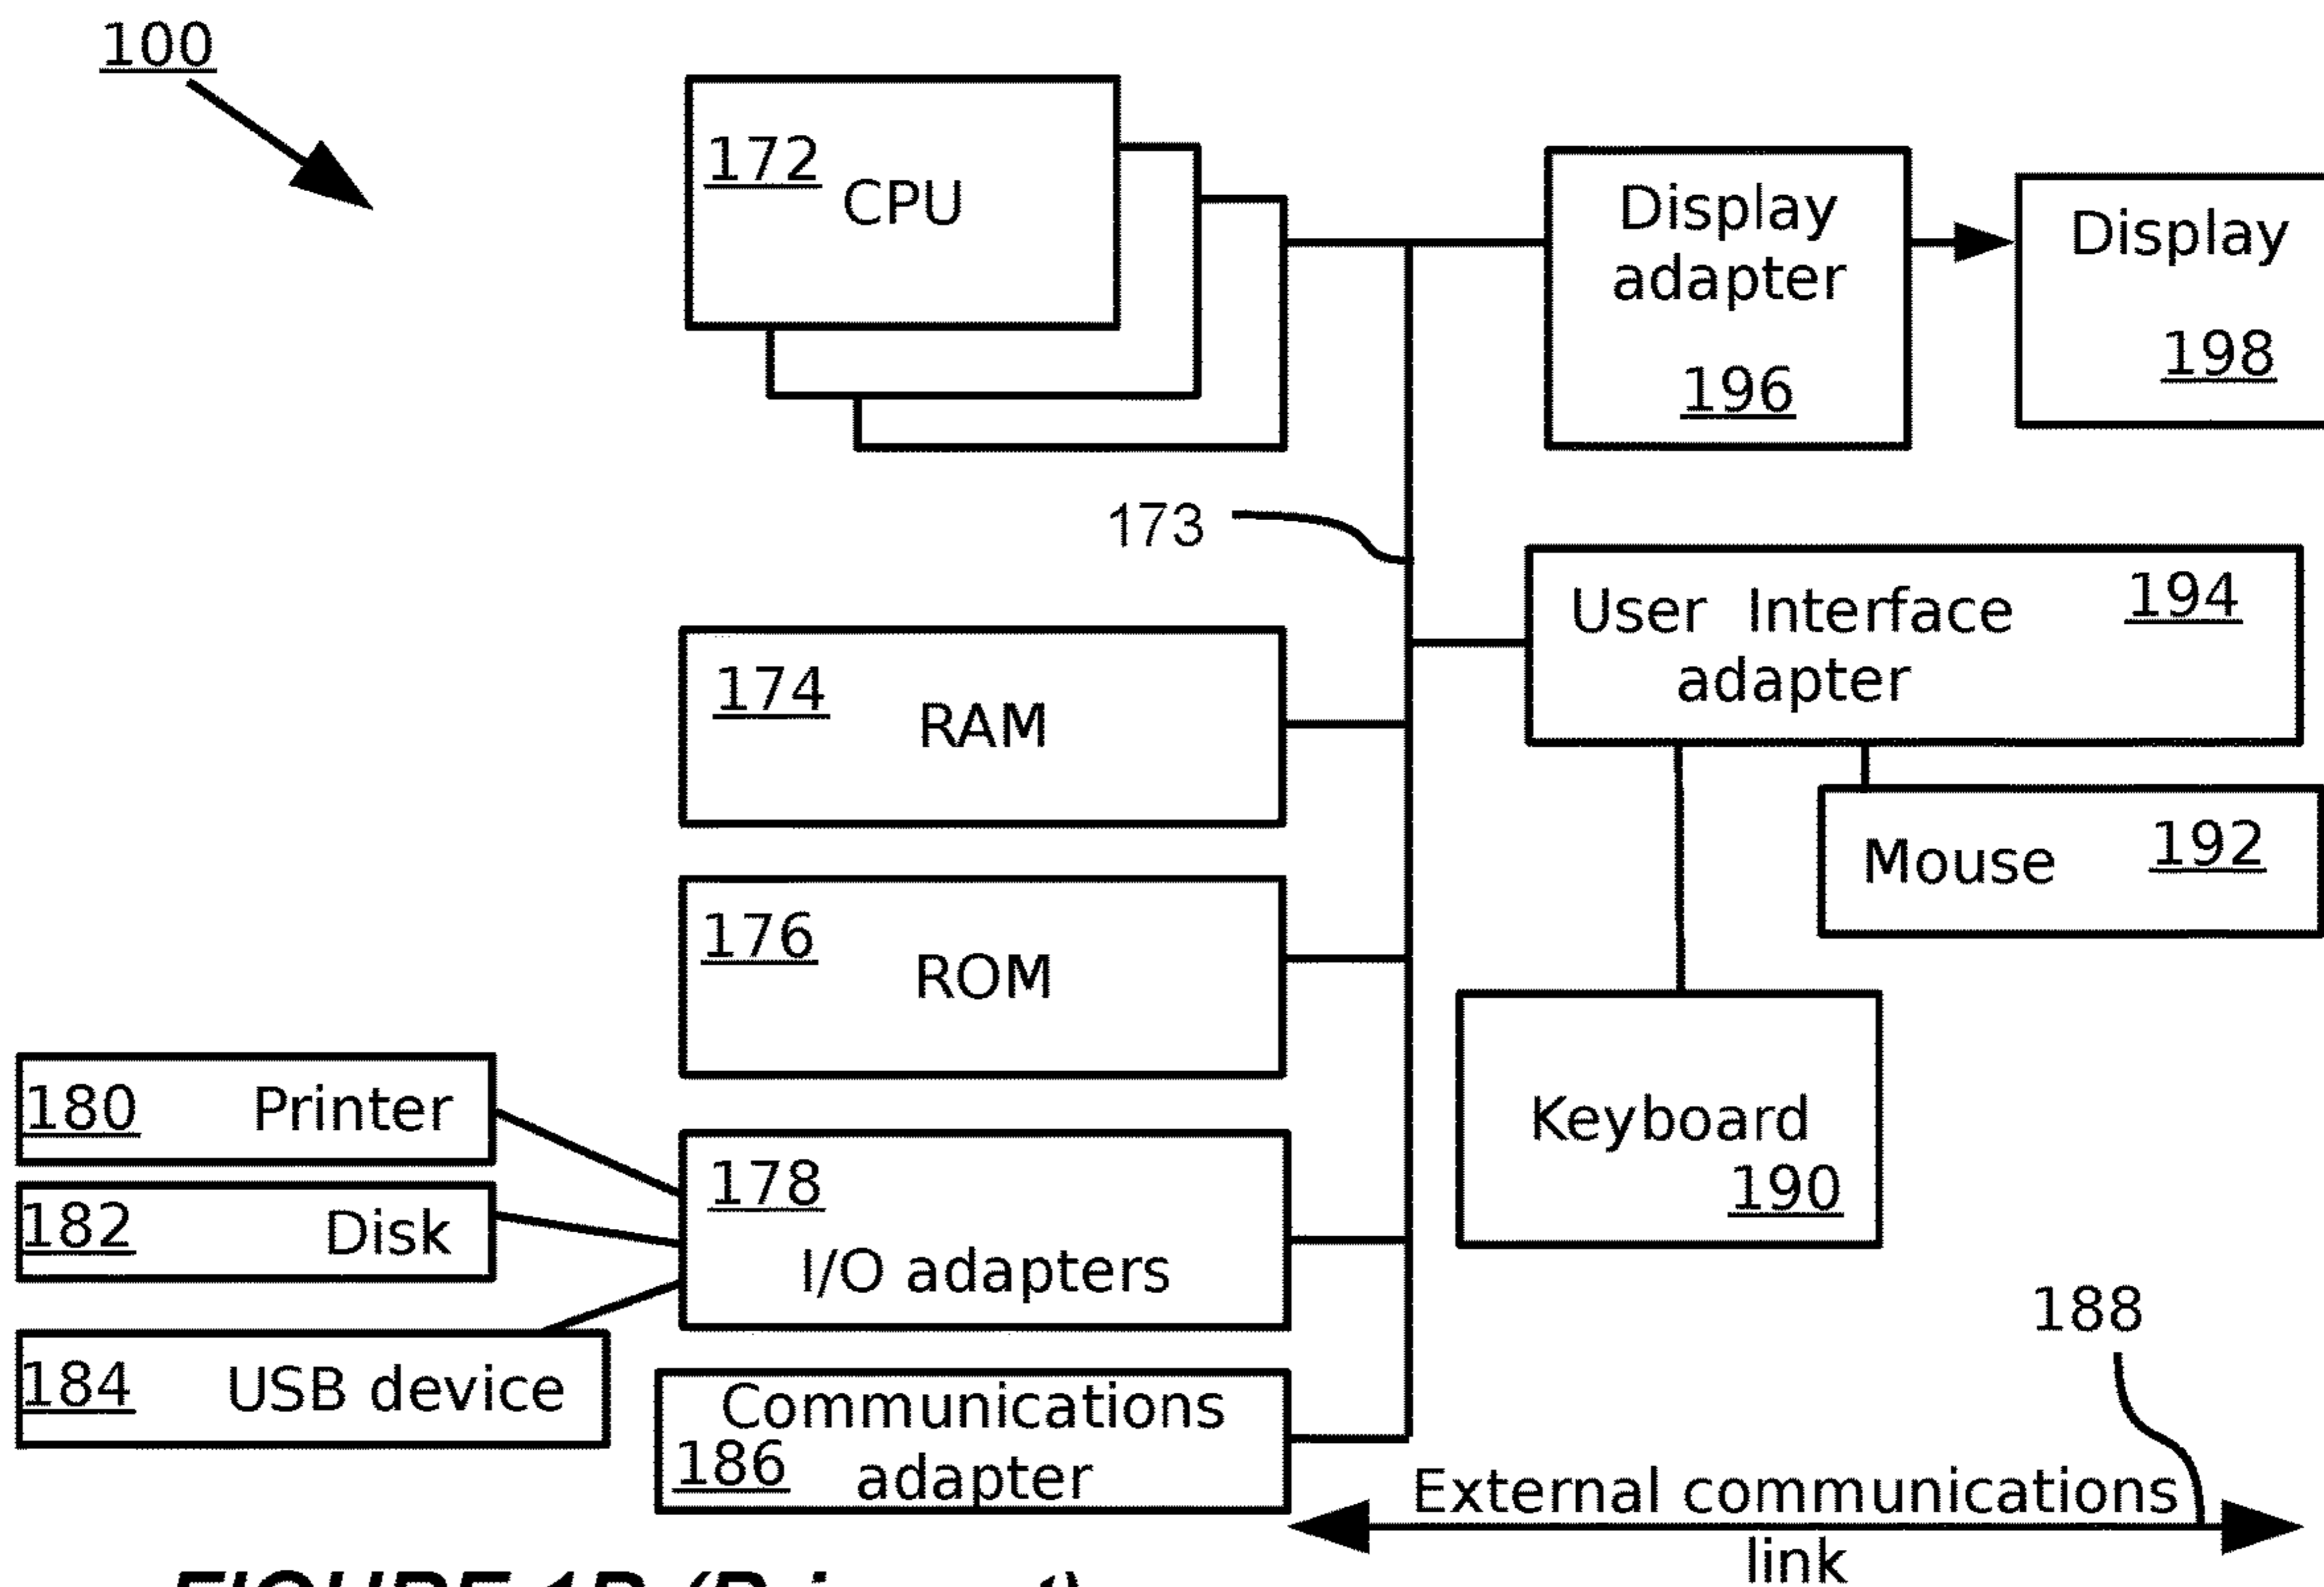 100
172
CPU
Display
adapter
196
Display
198
173
User Interface
adapter
194
174
RAM
Mouse
192
176
ROM
Keyboard
190
180 Printer
182 Disk
184 USB device
178
I/O adapters
188
Communications
adapter
186
External communications
link